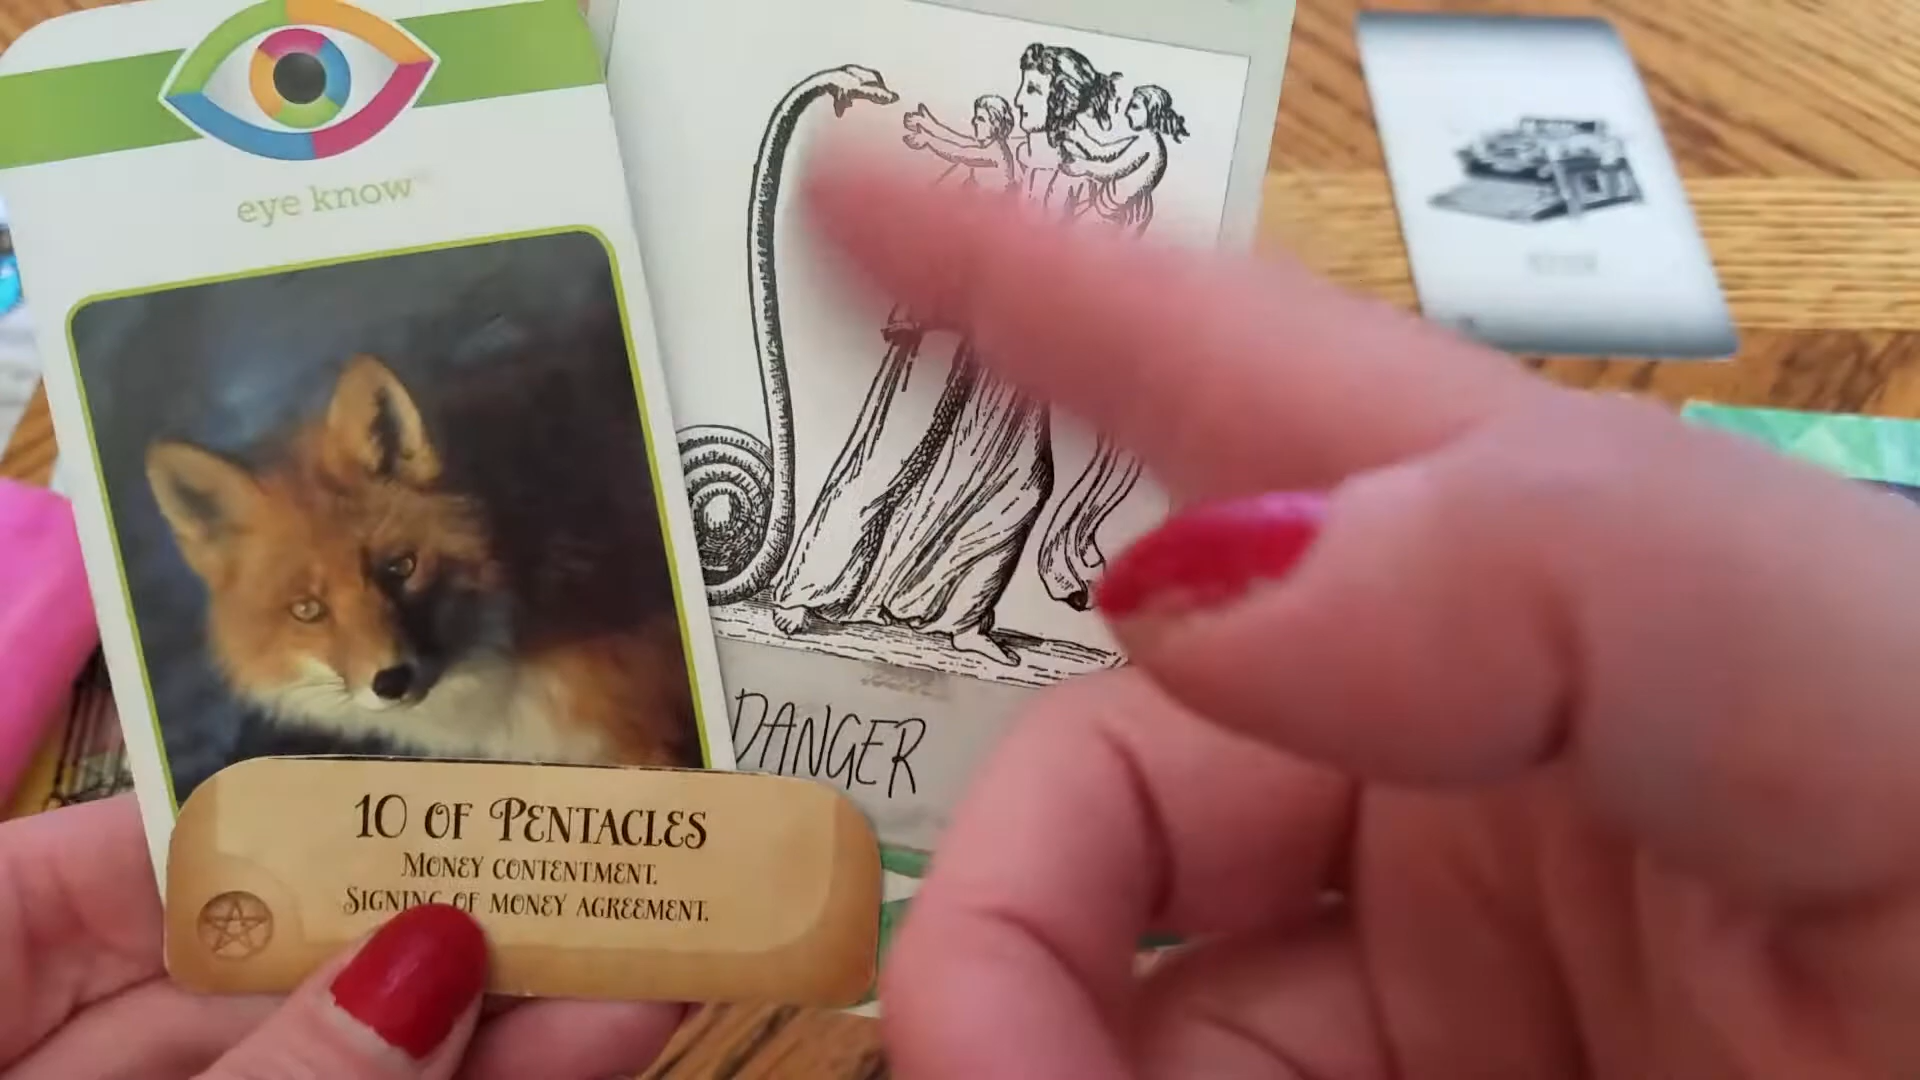 eye know
DANGER
10 OF PENTACLES
MONEY CONTENTMENT.
SIGNING OF MONEY AGREEMENT.